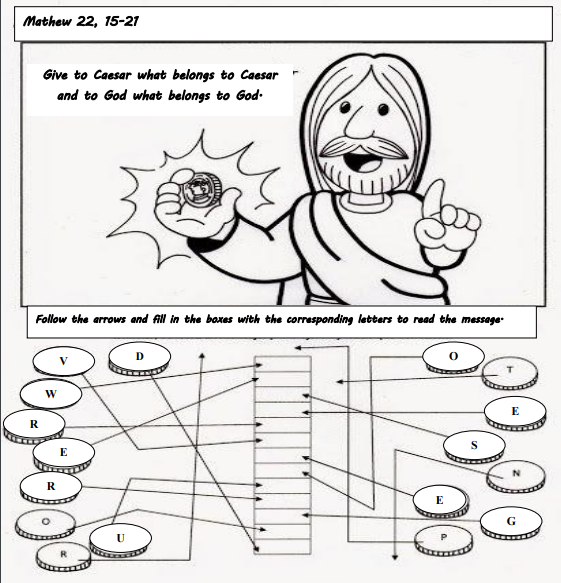 Mathew 22, 15-21
Give to Caesar what belongs to Caesar
and to God what belongs to God.
Follow the arrows and fill in the boxes with the corresponding letters to read the message.
V
D
O
T
W
R
E
E
S
R
N
E
O
U
G
R
P